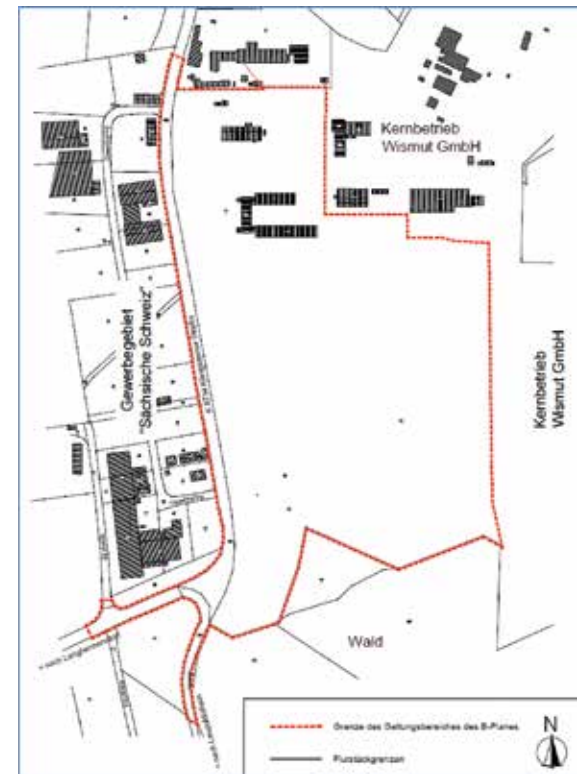 Kernbetrieb
Wismut GmbH
Gewerbegebiet
"Sächsische Schweiz"
Kernbetrieb
Wismut GmbH
Wald
N
Grenze des Geltungsbereiches des B-Planes
Flurstücksgrenzen